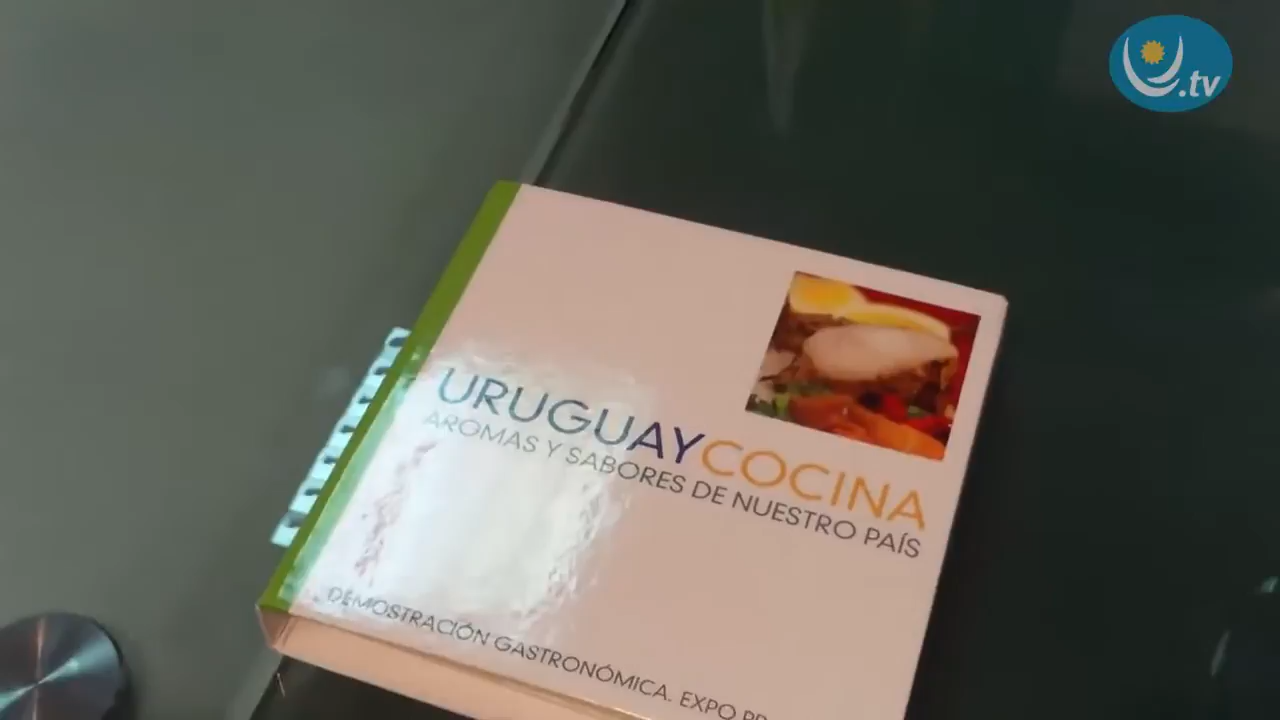 .tv
URUGUAYCOCINA
AROMAS Y SABORES DE NUESTRO PAÍS
DEMOSTRACIÓN GASTRONÓMICA. EXPO